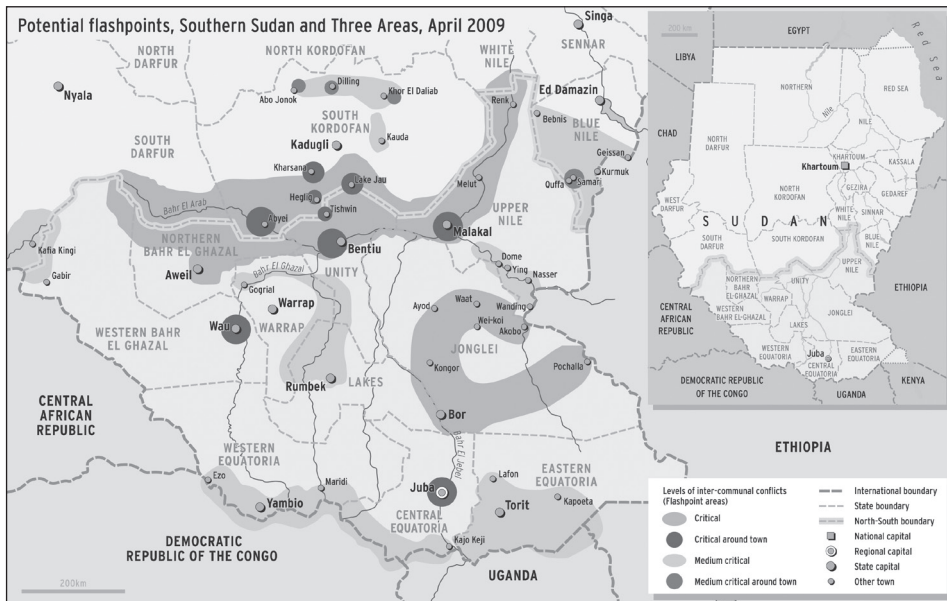 Potential flashpoints, Southern Sudan and Three Areas, April 2009
Singa
SENNAR
NORTH
DARFUR
NORTH KORDOFAN
WHITE
NILE
Nyala
Dilling
Abo Jonok
Khor El Daliab
Renk
Ed Damazin
SOUTH
KORDOFAN
Bebnis
BLUE
NILE
SOUTH
DARFUR
Kadugli
Kauda
Geissan
Kharsana
Lake Jau
Kurmuk
Heglig
Melut
Quffa
Samari
Bahr El Arab
Abyei
Tishwin
UPPER
NILE
Malakal
NORTHERN
BAHR EL GHAZAL
Bentiu
Kafia Kingi
Aweil
Bahr El Ghazal
UNITY
Dome
Ying
Nasser
Gabir
Gogrial
Warrap
Ayod
Waat
Wanding
WESTERN BAHR
EL GHAZAL
Wau
WARRAP
Wei-koi
Akobo
JONGLEI
Kongor
Pochalla
Rumbek
LAKES
CENTRAL
AFRICAN
REPUBLIC
Bor
Bahr El Jebel
ETHIOPIA
WESTERN
EQUATORIA
Ezo
Maridi
Lafon
EASTERN
EQUATORIA
Juba
Kapoeta
Yambio
Torit
CENTRAL
EQUATORIA
DEMOCRATIC
REPUBLIC OF THE CONGO
Kajo Keji
UGANDA
200km
200 km
EGYPT
Red Sea
LIBYA
NORTHERN
RED SEA
Nile
NILE
CHAD
NORTH
DARFUR
KHARTOUM
Khartoum
KASSALA
NORTH
KORDOFAN
GEZIRA
GEDAREF
WEST
DARFUR
WHITE
NILE
SINNAR
SUDAN
SOUTH
DARFUR
SOUTH KORDOFAN
BLUE
NILE
UPPER
NILE
NORTHERN
BAHR
EL-GHAZAL
UNITY
WARRAP
ETHIOPIA
CENTRAL
AFRICAN
REPUBLIC
WESTERN
BAHR EL-GHAZAL
JONGLEI
LAKES
WESTERN
EQUATORIA
Juba
EASTERN
EQUATORIA
CENTRAL
EQUATORIA
DEMOCRATIC REPUBLIC
OF THE CONGO
UGANDA
KENYA
Levels of inter-communal conflicts
(Flashpoint areas)
Critical
Critical around town
Medium critical
Medium critical around town
International boundary
State boundary
North-South boundary
National capital
Regional capital
State capital
Other town